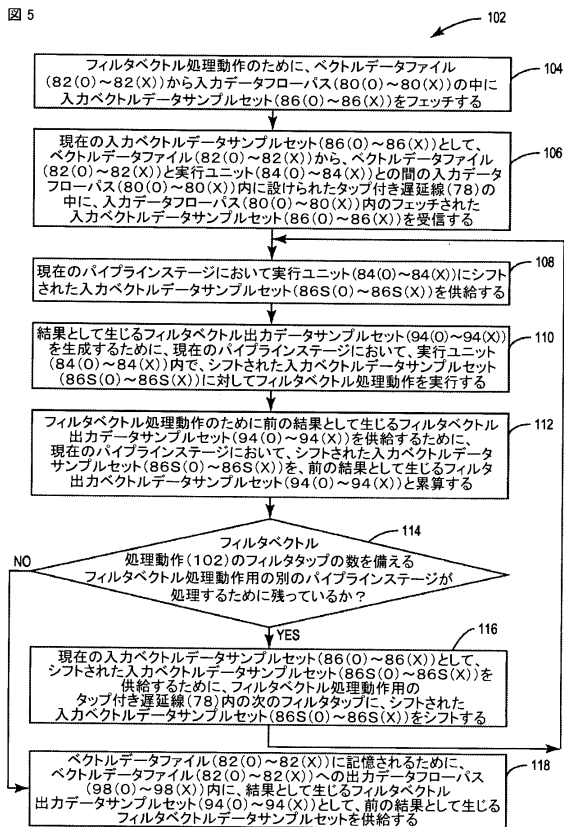 図5
102
フィルタベクトル処理動作のために、ベクトルデータファイル
(82(0)～82(X))から入力データフローパス(80(0)～80(X))の中に
入力ベクトルデータサンプルセット(86(0)～86(X))をフェッチする
104
現在の入力ベクトルデータサンプルセット(86(0)～86(X))として、
ベクトルデータファイル(82(0)～82(X))から、ベクトルデータファイル
(82(0)～82(X))と実行ユニット(84(0)～84(X))との間の入力データ
フローパス(80(0)～80(X))内に設けられたタップ付き遅延線(78)の
中に、入力データフローパス(80(0)～80(X))内のフェッチされた
入力ベクトルデータサンプルセット(86(0)～86(X))を受信する
106
現在のパイプラインステージにおいて実行ユニット(84(0)～84(X))にシフト
された入力ベクトルデータサンプルセット(86S(0)～86S(X))を供給する
108
結果として生じるフィルタベクトル出力データサンプルセット(94(0)～94(X))
を生成するために、現在のパイプラインステージにおいて、実行ユニット
(84(0)～84(X))内で、シフトされた入力ベクトルデータサンプルセット
(86S(0)～86S(X))に対してフィルタベクトル処理動作を実行する
110
フィルタベクトル処理動作のために前の結果として生じるフィルタベクトル
出力データサンプルセット(94(0)～94(X))を供給するために、
現在のパイプラインステージにおいて、シフトされた入力ベクトルデータ
サンプルセット(86S(0)～86S(X))を、前の結果として生じるフィルタ
出力ベクトルデータサンプルセット(94(0)～94(X))と累算する
112
フィルタベクトル
処理動作(102)のフィルタタップの数を備える
フィルタベクトル処理動作用の別のパイプラインステージが
処理するために残っているか？
114
NO
YES
現在の入力ベクトルデータサンプルセット(86(0)～86(X))として、
シフトされた入力ベクトルデータサンプルセット(86S(0)～86S(X))を
供給するために、フィルタベクトル処理動作用の
タップ付き遅延線(78)内の次のフィルタタップに、シフトされた
入力ベクトルデータサンプルセット(86S(0)～86S(X))をシフトする
116
ベクトルデータファイル(82(0)～82(X))に記憶されるために、
ベクトルデータファイル(82(0)～82(X))への出力データフローパス
(98(0)～98(X))内に、結果として生じるフィルタベクトル
出力データサンプルセット(94(0)～94(X))として、前の結果として生じる
フィルタベクトル出力データサンプルセットを供給する
118